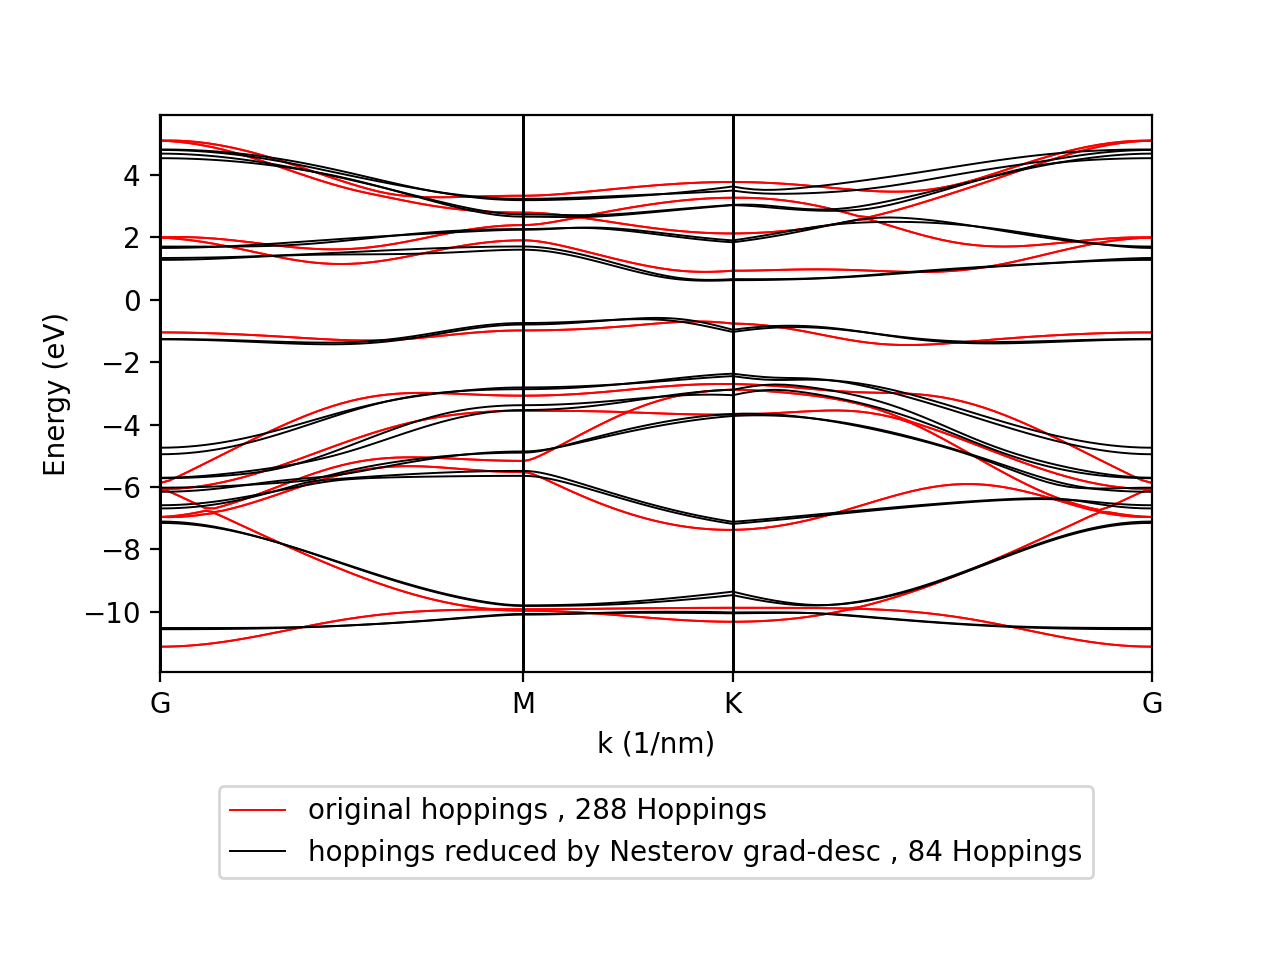 4
2
0
−2
−4
−6
−8
−10
Energy (eV)
G M K G
k (1/nm)
original hoppings , 288 Hoppings
hoppings reduced by Nesterov grad-desc , 84 Hoppings